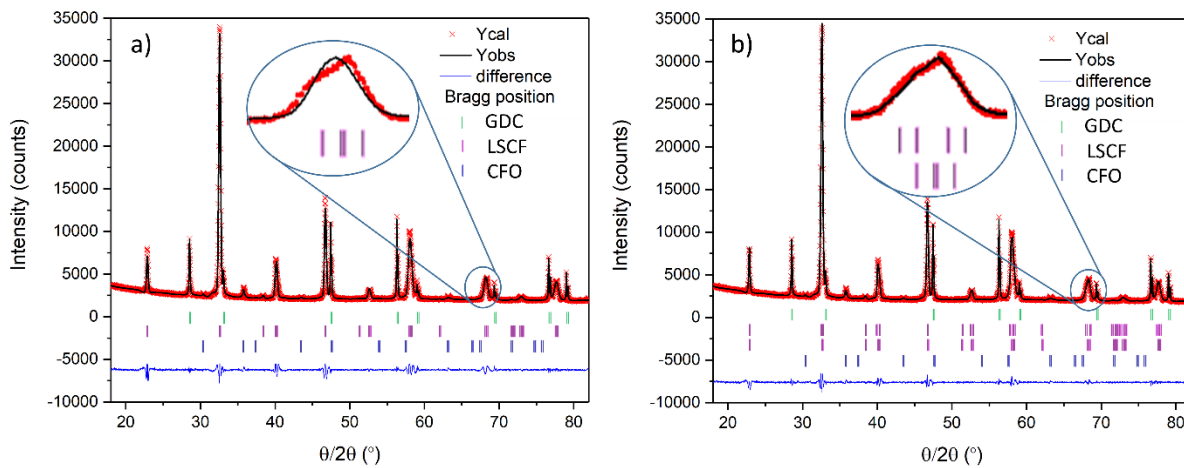 a)
35000
30000
25000
20000
15000
10000
5000
0
-5000
-10000
Intensity (counts)
Ycal
Yobs
difference
Bragg position
GDC
LSCF
CFO
20 30 40 50 60 70 80
θ/2θ (°)
b)
35000
30000
25000
20000
15000
10000
5000
0
-5000
-10000
Intensity (counts)
Ycal
Yobs
difference
Bragg position
GDC
LSCF
CFO
20 30 40 50 60 70 80
θ/2θ (°)